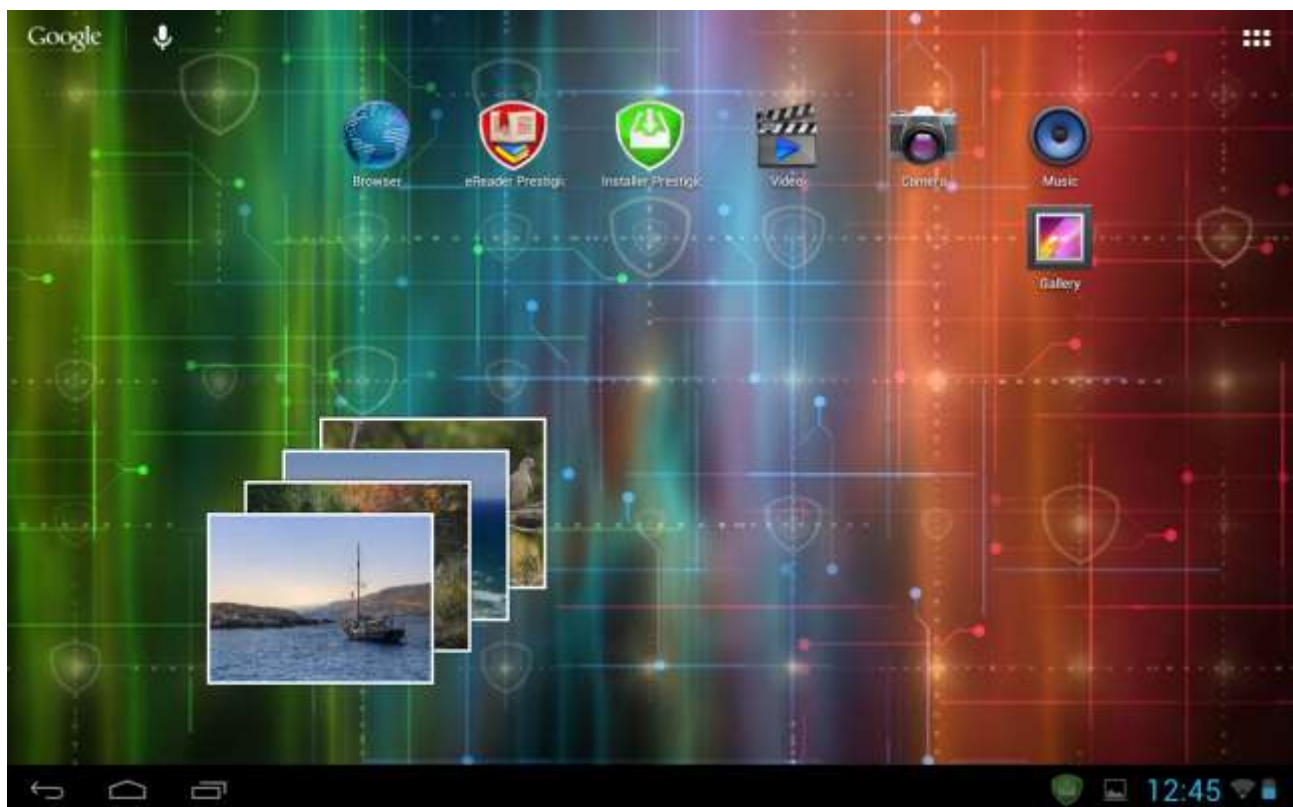 Google
Browser
eReader Prestigio
Installer Prestigio
Video
Camera
Music
Gallery
12:45